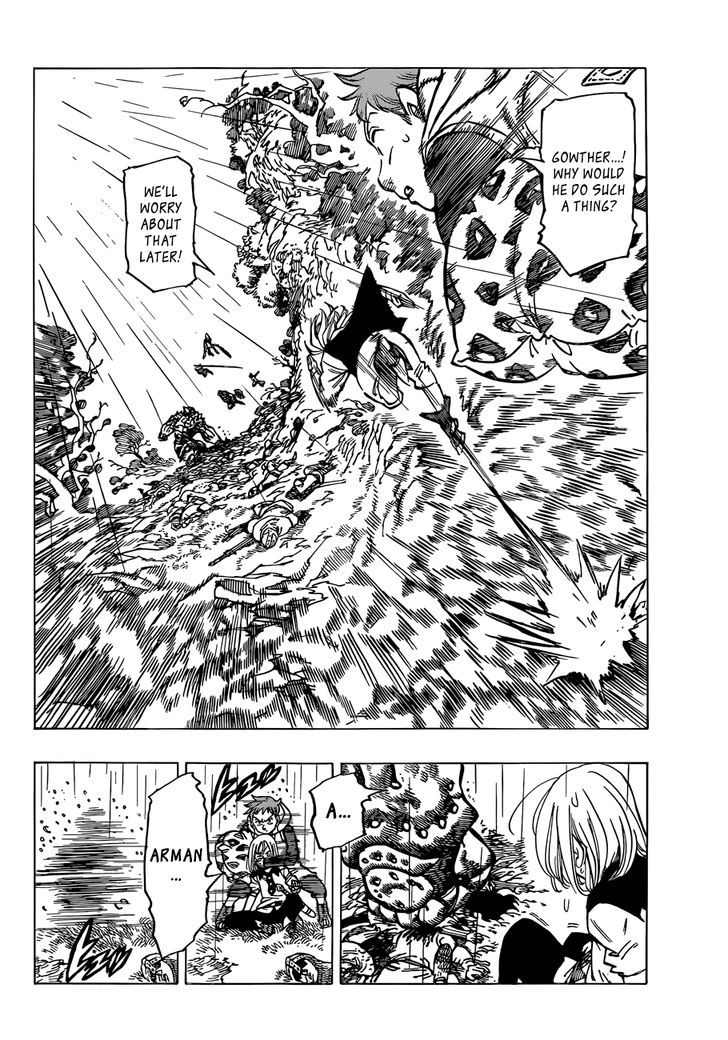 GOWTHER...!
WHY WOULD
HE DO SUCH
A THING?
WE'LL
WORRY
ABOUT
THAT
LATER!
A...
ARMAN
...